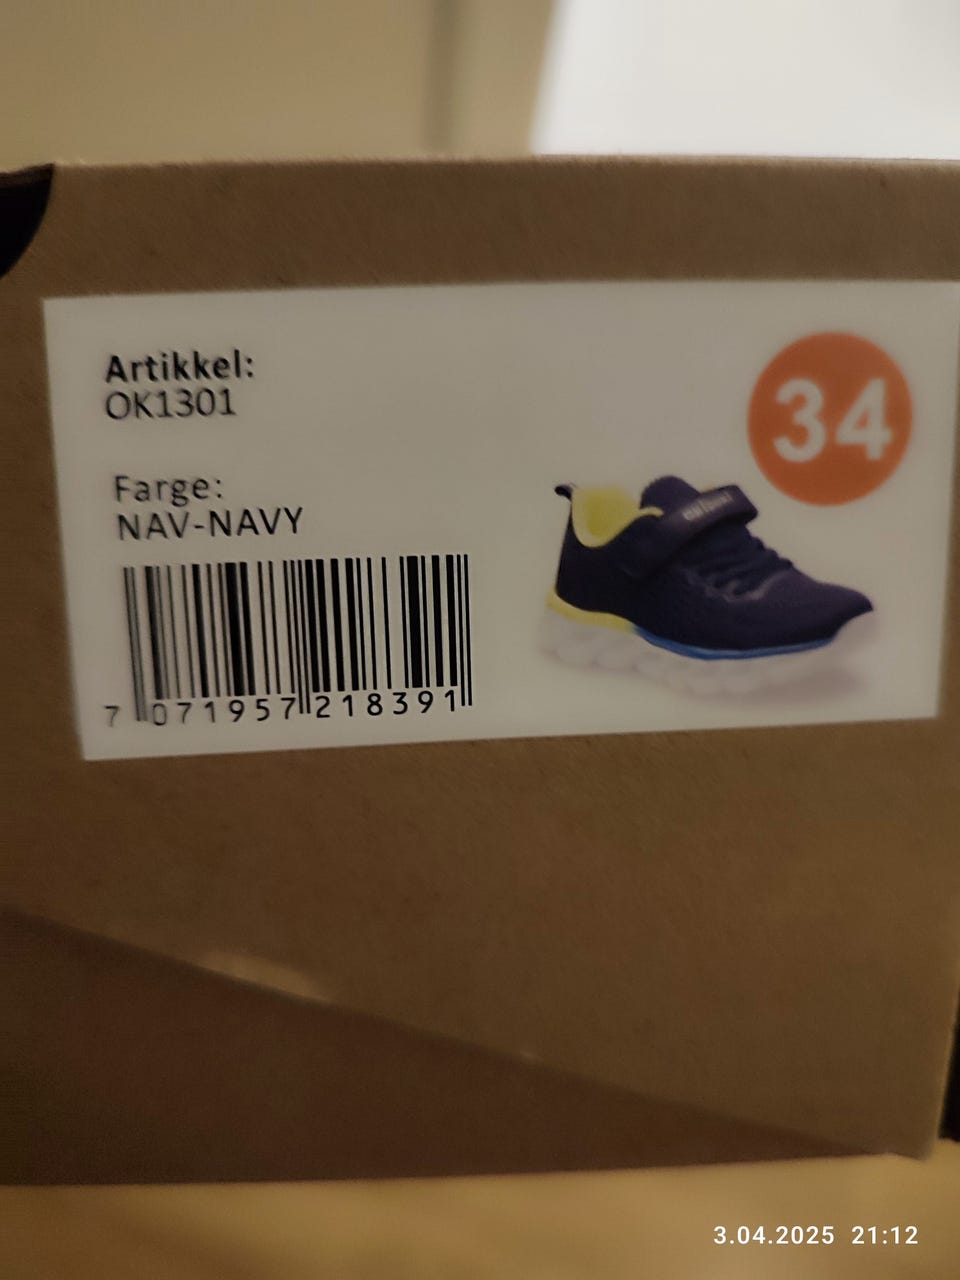 Artikkel:
OK1301
34
Farge:
NAV-NAVY
7 071957 218391
3.04.2025 21:12